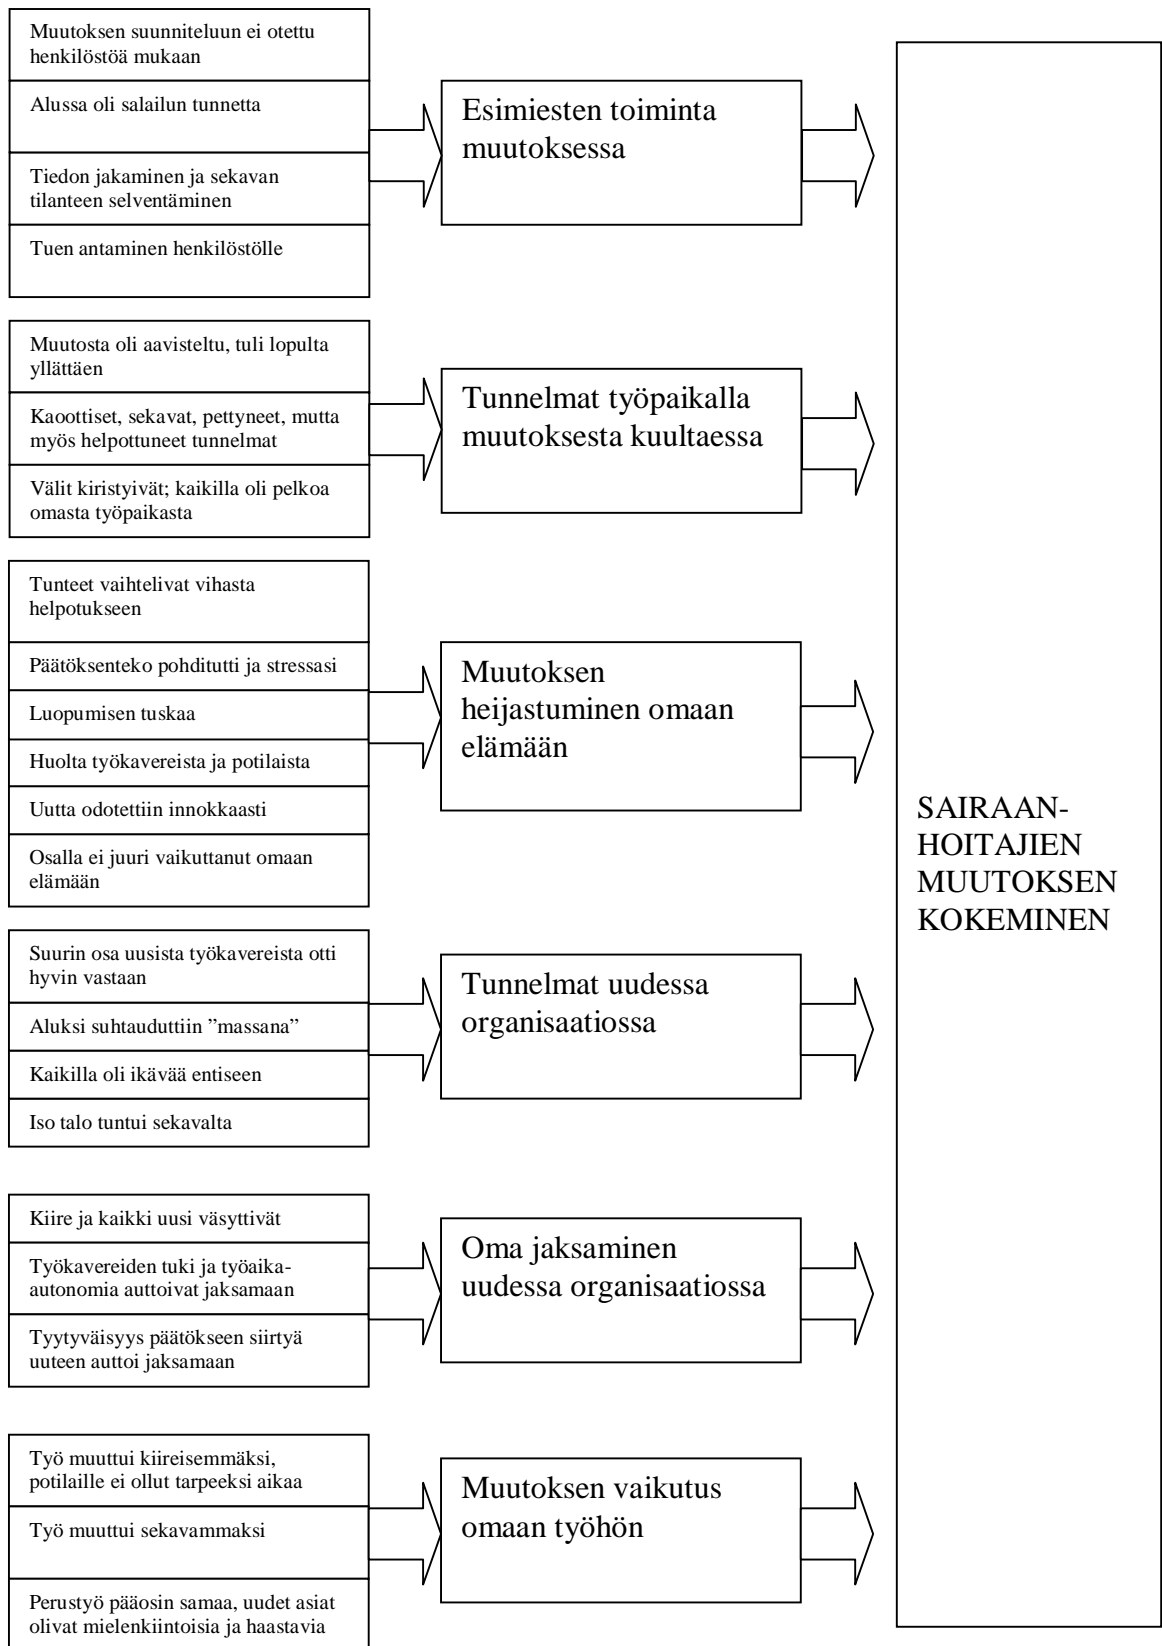 Muutoksen suunniteluun ei otettu
henkilöstöä mukaan
Alussa oli salailun tunnetta
Tiedon jakaminen ja sekavan
tilanteen selventäminen
Tuen antaminen henkilöstölle
Esimiesten toiminta
muutoksessa
Muutosta oli aavisteltu, tuli lopulta
yllättäen
Kaoottiset, sekavat, pettyneet, mutta
myös helpottuneet tunnelmat
Välit kiristyivät; kaikilla oli pelkoa
omasta työpaikasta
Tunnelmat työpaikalla
muutoksesta kuultaessa
Tunteet vaihtelivat vihasta
helpotukseen
Päätöksenteko pohditutti ja stressasi
Luopumisen tuskaa
Huolta työkavereista ja potilaista
Uutta odotettiin innokkaasti
Osalla ei juuri vaikuttanut omaan
elämään
Muutoksen
heijastuminen omaan
elämään
Suurin osa uusista työkavereista otti
hyvin vastaan
Aluksi suhtauduttiin ”massana”
Kaikilla oli ikävää entiseen
Iso talo tuntui sekavalta
Tunnelmat uudessa
organisaatiossa
Kiire ja kaikki uusi väsyttivät
Työkavereiden tuki ja työaika-
autonomia auttoivat jaksamaan
Tyytyväisyys päätökseen siirtyä
uuteen auttoi jaksamaan
Oma jaksaminen
uudessa organisaatiossa
Työ muuttui kiireisemmäksi,
potilaille ei ollut tarpeeksi aikaa
Työ muuttui sekavammaksi
Perustyö pääosin samaa, uudet asiat
olivat mielenkiintoisia ja haastavia
Muutoksen vaikutus
omaan työhön
SAIRAAN-
HOITAJIEN
MUUTOKSEN
KOKEMINEN